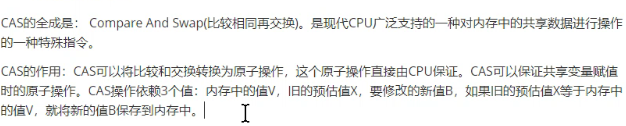 CAS的全成是： Compare And Swap(比较相同再交换)。是现代CPU广泛支持的一种对内存中的共享数据进行操作
的一种特殊指令。
CAS的作用：CAS可以将比较和交换转换为原子操作，这个原子操作直接由CPU保证。CAS可以保证共享变量赋值
时的原子操作。CAS操作依赖3个值：内存中的值V，旧的预估值X，要修改的新值B，如果旧的预估值X等于内存中
的值V，就将新的值B保存到内存中。